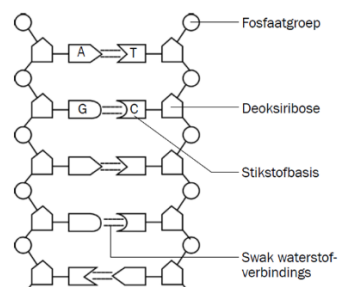 Fosfaatgroep
A T
G C
Deoksiribose
Stikstofbasis
Swak waterstof-
verbindings